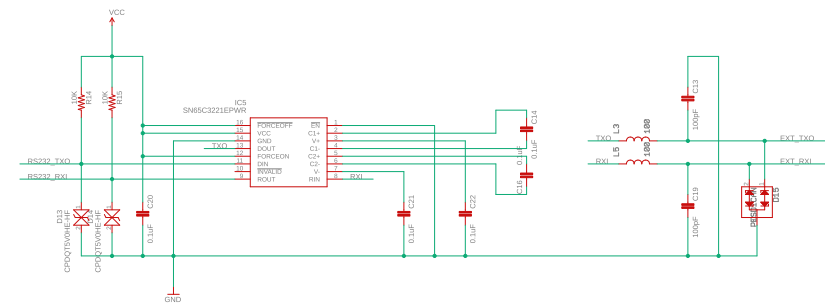 VCC
10K
R14
10K
R15
IC5
SN65C3221EPWR
16 FORCEOFF EN 1
15 VCC C1+ 2
14 GND V+ 3
TXO 13 DOUT C1- 4
12 FORCEON C2+ 5
RS232_TXO 11 DIN C2- 6
10 INVALID V- 7
RS232_RXI 9 ROUT RIN 8 RXI
C14
0.1uF
0.1uF
C16
D13
CPDQT5V0HE-HF
CPDQT5V0HE-HF
C20
0.1uF
C21
0.1uF
C22
0.1uF
GND
C13
100pF
L3
100
TXO
EXT_TXO
L5
100
RXI
EXT_RXI
C19
100pF
D15